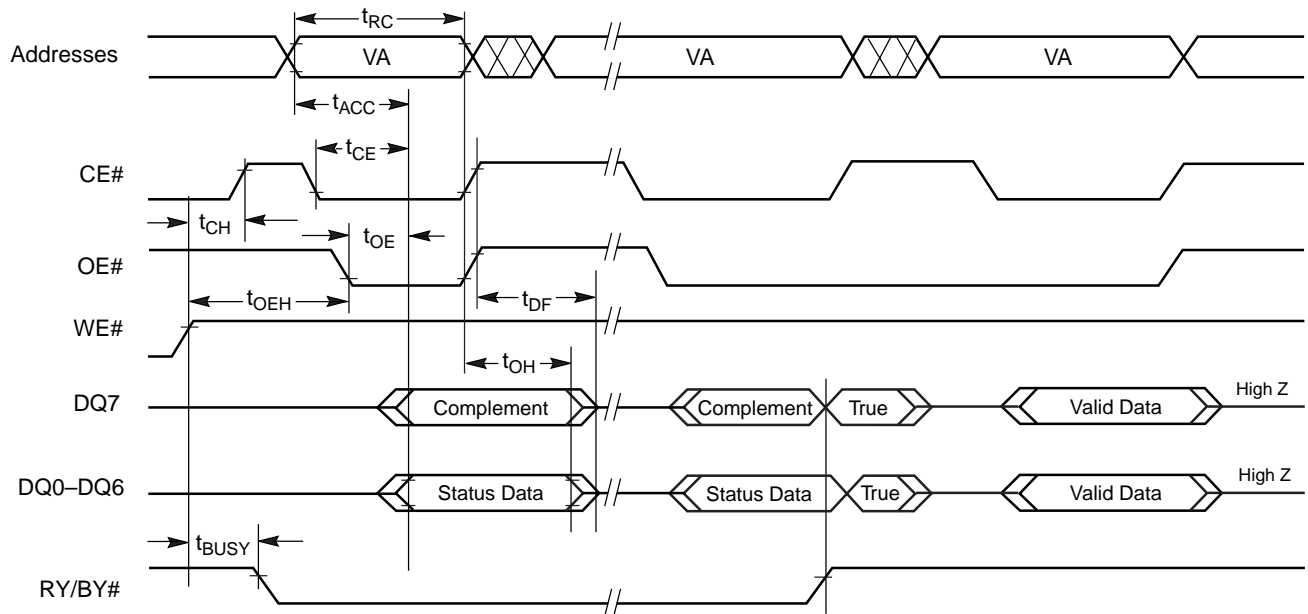 tRC
Addresses VA VA VA
tACC
tCE
CE#
tCH
tOE
OE#
tOEH tDF
WE#
tOH
DQ7 Complement Complement True Valid Data High Z
DQ0–DQ6 Status Data Status Data True Valid Data High Z
tBUSY
RY/BY#